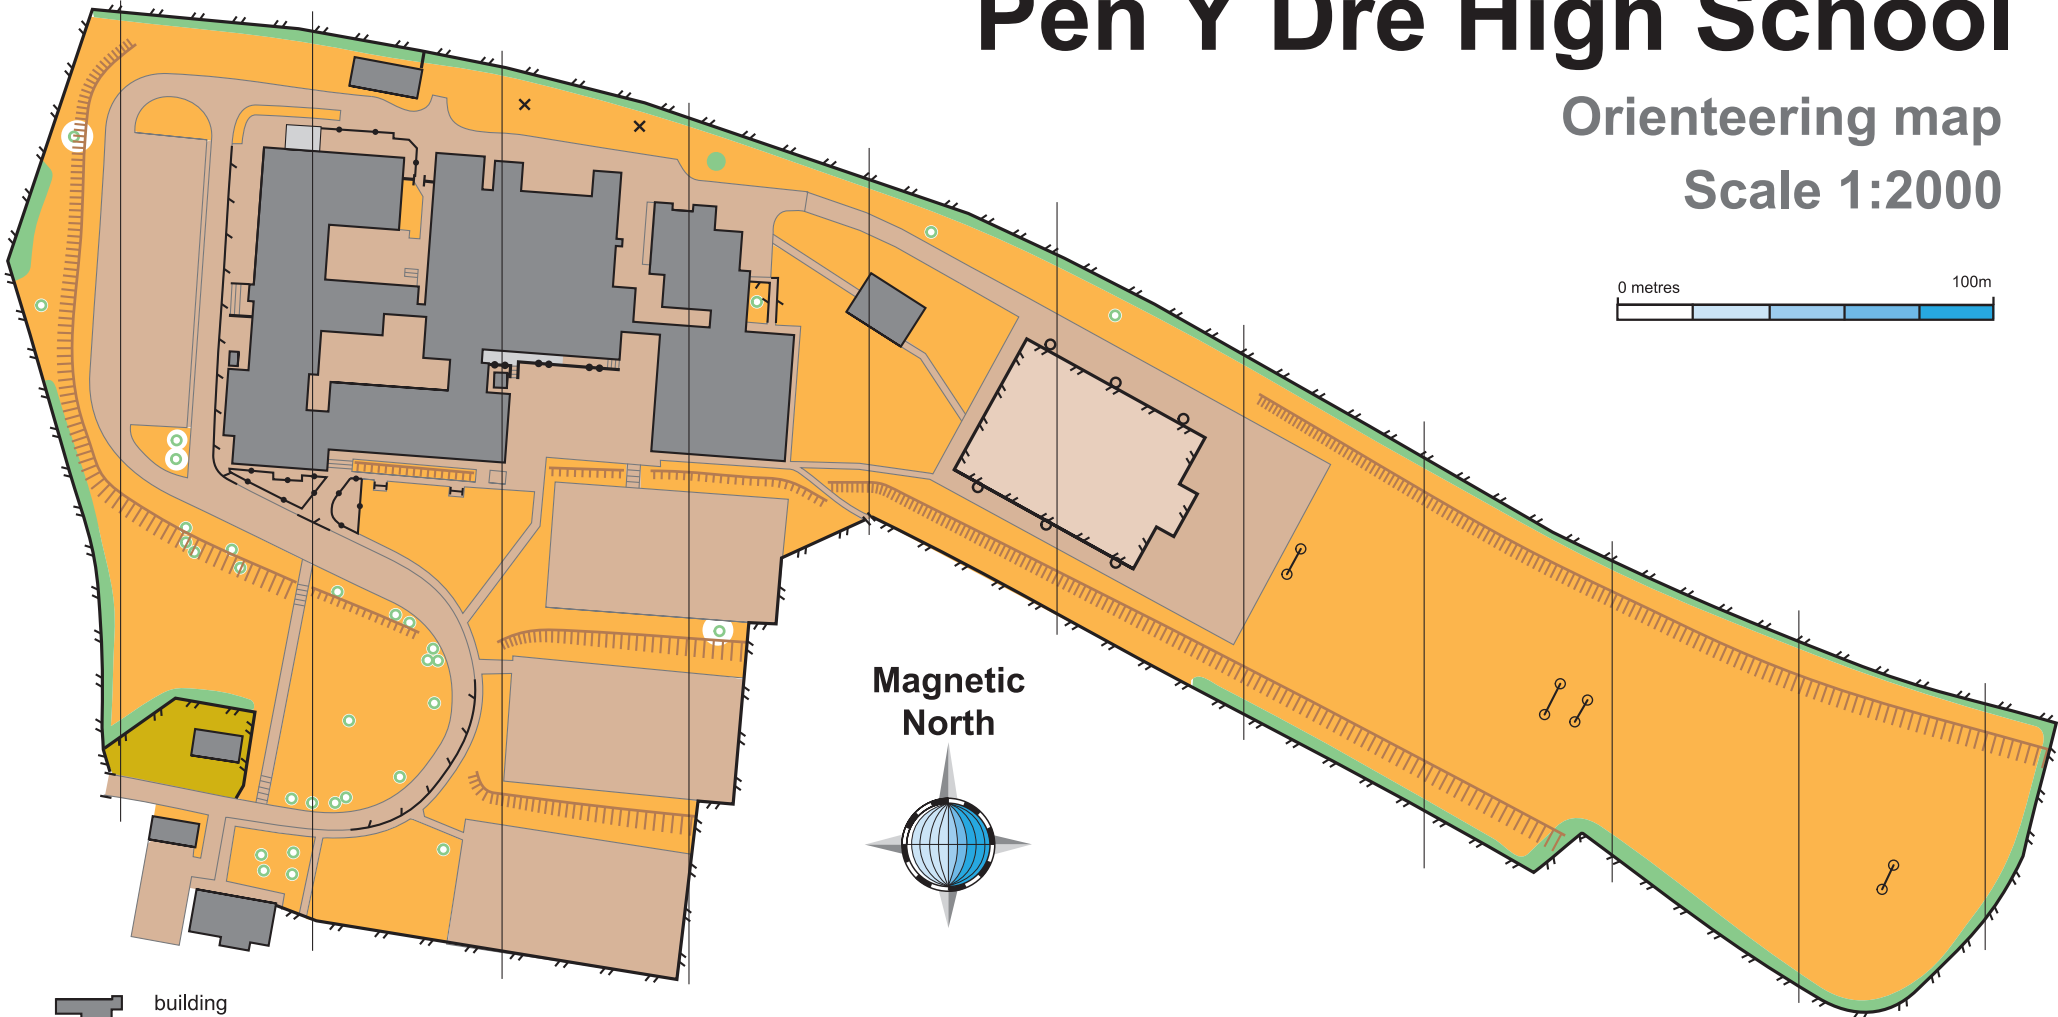 Pen Y Dre High School
Orienteering map
Scale 1:2000
0 metres 100m
Magnetic
North
building